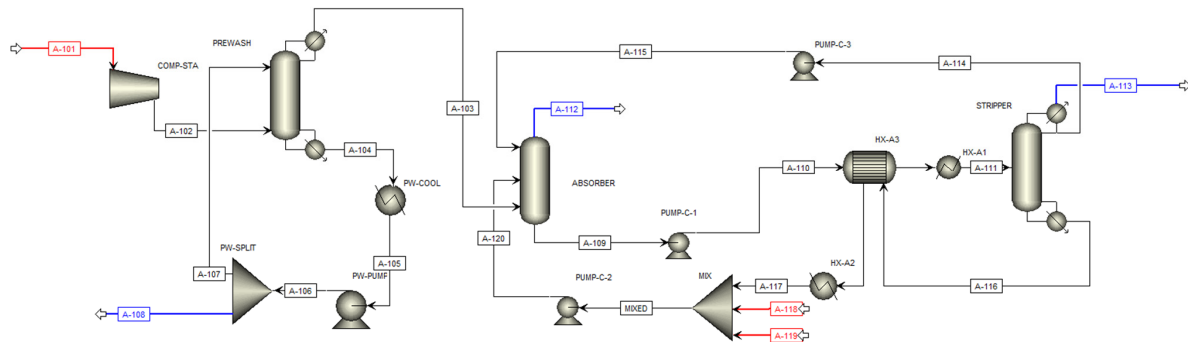 A-101
COMP-STA
A-102
PREWASH
A-103
A-104
PW-COOL
A-105
PW-PUMP
A-106
PW-SPLIT
A-107
A-108
A-115
PUMP-C-3
A-114
A-113
STRIPPER
A-112
ABSORBER
A-110
HX-A3
HX-A1
A-111
PUMP-C-1
A-109
A-120
PUMP-C-2
MIXED
MIX
A-117
HX-A2
A-116
A-118
A-119